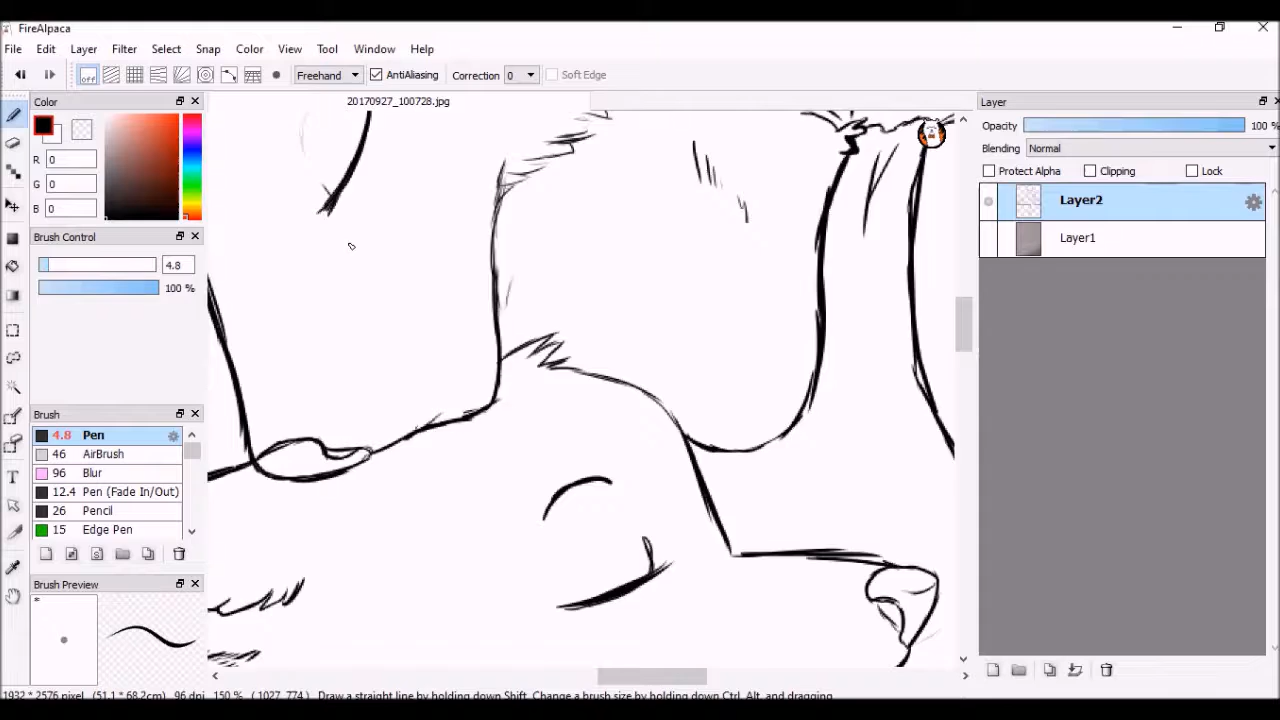 FireAlpaca
File Edit Layer Filter Select Snap Color View Tool Window Help
off Freehand AntiAliasing Correction 0 Soft Edge
Color
20170927_100728.jpg
Layer
R 0
G 0
B 0
Opacity 100 %
Blending Normal
Protect Alpha Clipping Lock
Layer2
Layer1
Brush Control
4.8
100 %
Brush
4.8 Pen
46 AirBrush
96 Blur
12.4 Pen (Fade In/Out)
26 Pencil
15 Edge Pen
Brush Preview
*
1932 * 2576 pixel (51.1 * 68.2cm) 96 dpi 150 % (1027, 774) Draw a straight line by holding down Shift, Change a brush size by holding down Ctrl, Alt, and dragging